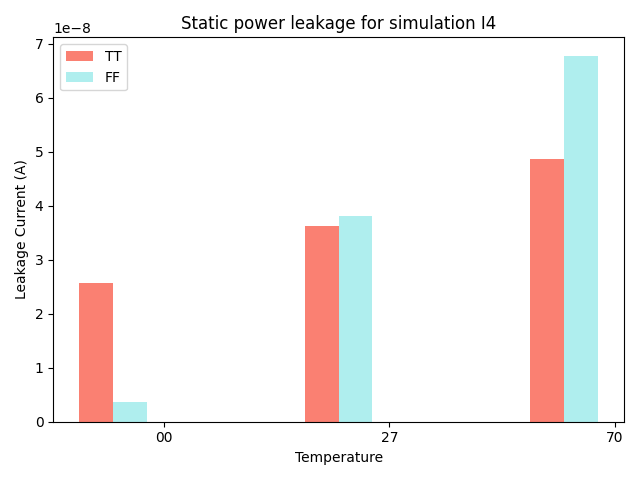 Static power leakage for simulation I4
1e−8
7
6
5
4
3
2
1
0
Leakage Current (A)
TT
FF
00
27
70
Temperature